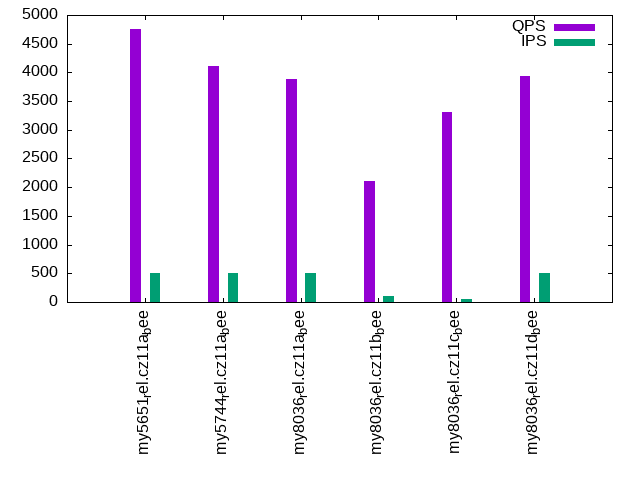 5000
4500
4000
3500
3000
2500
2000
1500
1000
500
0
QPS
IPS
my5651rel.cz11abee
my5744rel.cz11abee
my8036rel.cz11abee
my8036rel.cz11bbee
my8036rel.cz11cbee
my8036rel.cz11dbee